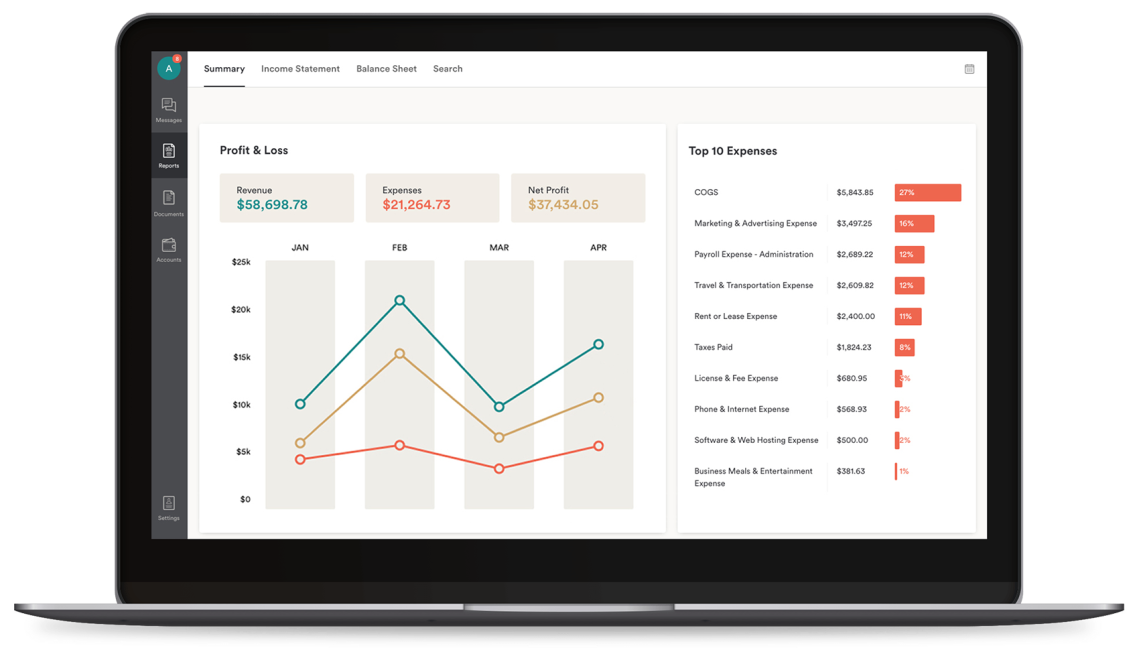 A
8
Messages
Reports
Documents
Accounts
Settings
Summary Income Statement Balance Sheet Search
Profit & Loss
Revenue
$58,698.78
Expenses
$21,264.73
Net Profit
$37,434.05
JAN FEB MAR APR
$25k
$20k
$15k
$10k
$5k
$0
Top 10 Expenses
COGS $5,843.85 27%
Marketing & Advertising Expense $3,497.25 16%
Payroll Expense - Administration $2,689.22 12%
Travel & Transportation Expense $2,609.82 12%
Rent or Lease Expense $2,400.00 11%
Taxes Paid $1,824.23 8%
License & Fee Expense $680.95
Phone & Internet Expense $568.93 2%
Software & Web Hosting Expense $500.00 2%
Business Meals & Entertainment $381.63 1%
Expense